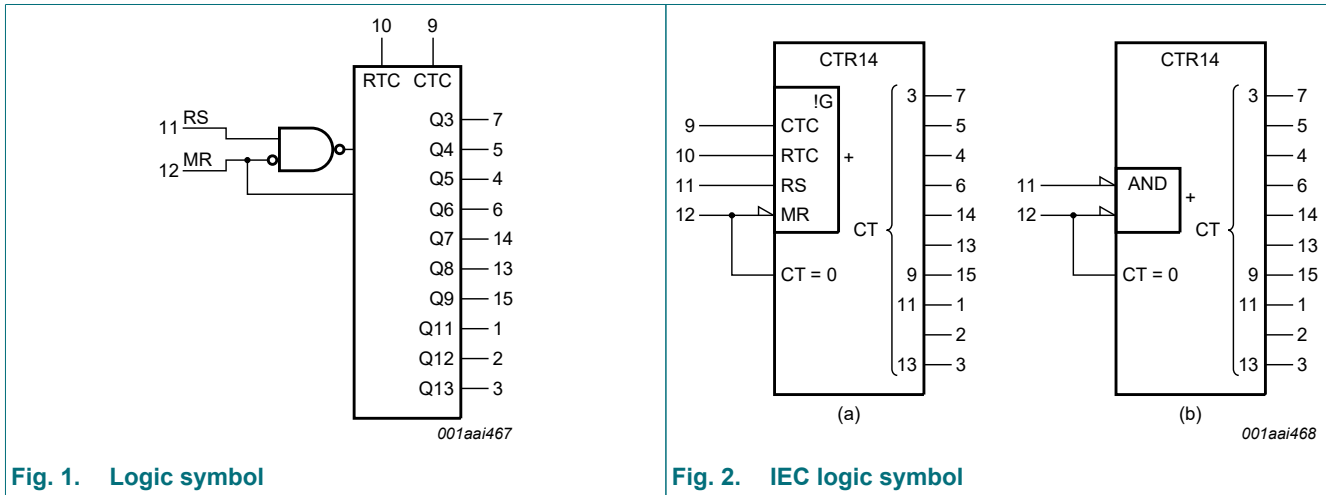 10 9
RTC CTC
11 RS
12 MR
Q3 7
Q4 5
Q5 4
Q6 6
Q7 14
Q8 13
Q9 15
Q11 1
Q12 2
Q13 3
001aai467
Fig. 1. Logic symbol
CTR14
!G
9 CTC
10 RTC
11 RS
12 MR
+
CT = 0
CT
3 7
5
4
6
14
13
9 15
11 1
2
13 3
(a)
CTR14
11
12
AND
+
CT = 0
CT
3 7
5
4
6
14
13
9 15
11 1
2
13 3
(b)
001aai468
Fig. 2. IEC logic symbol